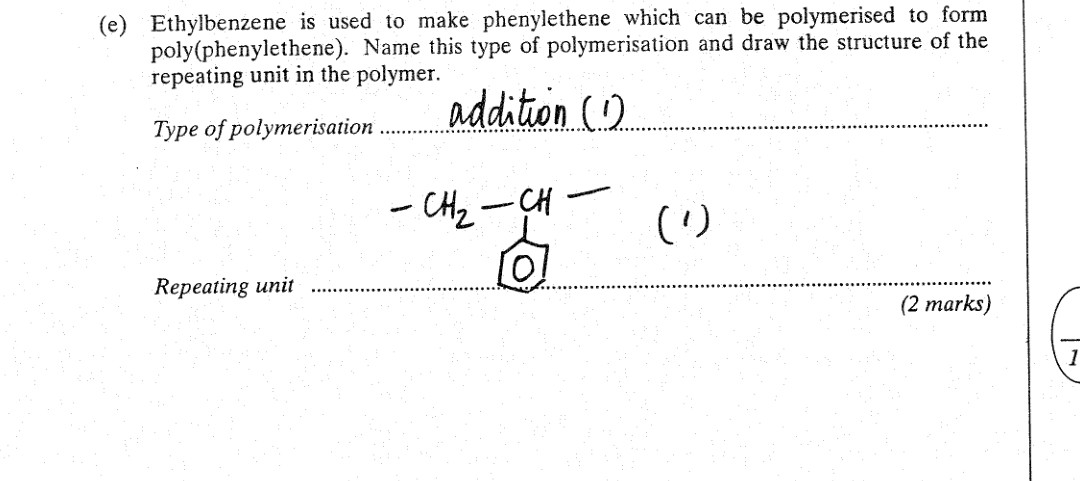 (e) Ethylbenzene is used to make phenylethene which can be polymerised to form
poly(phenylethene). Name this type of polymerisation and draw the structure of the
repeating unit in the polymer.
Type of polymerisation ........ addition (1) ........
– CH₂ – CH – (1)
Repeating unit ........
(2 marks)
1